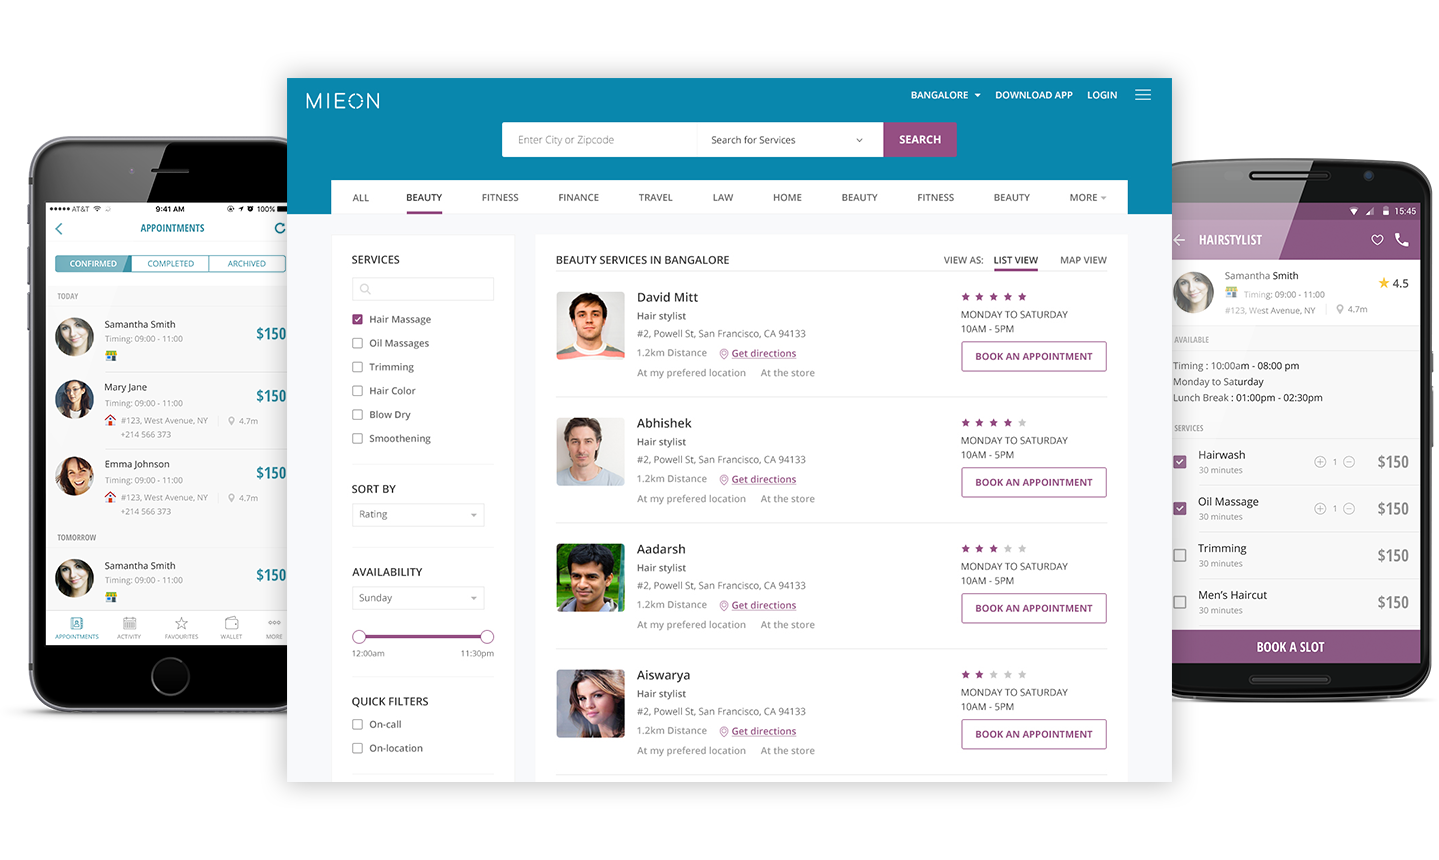 AT&T
9:41 AM
100%
APPOINTMENTS
CONFIRMED
COMPLETED
ARCHIVED
TODAY
Samantha Smith
Timing: 09:00 - 11:00
$150
Mary Jane
Timing: 09:00 - 11:00
$150
#123, West Avenue, NY
4.7m
+214 566 373
Emma Johnson
Timing: 09:00 - 11:00
$150
#123, West Avenue, NY
4.7m
+214 566 373
TOMORROW
Samantha Smith
Timing: 09:00 - 11:00
$150
APPOINTMENTS
ACTIVITY
FAVOURITES
WALLET
MORE
MIEON
BANGALORE
DOWNLOAD APP
LOGIN
Enter City or Zipcode
Search for Services
SEARCH
ALL
BEAUTY
FITNESS
FINANCE
TRAVEL
LAW
HOME
BEAUTY
FITNESS
BEAUTY
MORE
SERVICES
Hair Massage
Oil Massages
Trimming
Hair Color
Blow Dry
Smoothening
SORT BY
Rating
AVAILABILITY
Sunday
12:00am
11:30pm
QUICK FILTERS
On-call
On-location
BEAUTY SERVICES IN BANGALORE
VIEW AS:
LIST VIEW
MAP VIEW
David Mitt
Hair stylist
#2, Powell St, San Francisco, CA 94133
1.2km Distance
Get directions
At my prefered location
At the store
MONDAY TO SATURDAY
10AM - 5PM
BOOK AN APPOINTMENT
Abhishek
Hair stylist
#2, Powell St, San Francisco, CA 94133
1.2km Distance
Get directions
At my prefered location
At the store
MONDAY TO SATURDAY
10AM - 5PM
BOOK AN APPOINTMENT
Aadarsh
Hair stylist
#2, Powell St, San Francisco, CA 94133
1.2km Distance
Get directions
At my prefered location
At the store
MONDAY TO SATURDAY
10AM - 5PM
BOOK AN APPOINTMENT
Aiswarya
Hair stylist
#2, Powell St, San Francisco, CA 94133
1.2km Distance
Get directions
At my prefered location
At the store
MONDAY TO SATURDAY
10AM - 5PM
BOOK AN APPOINTMENT
15:45
HAIRSTYLIST
Samantha Smith
4.5
Timing: 09:00 - 11:00
#123, West Avenue, NY
4.7m
AVAILABLE
Timing : 10:00am - 08:00 pm
Monday to Saturday
Lunch Break : 01:00pm - 02:30pm
SERVICES
Hairwash
30 minutes
1
$150
Oil Massage
30 minutes
1
$150
Trimming
30 minutes
$150
Men's Haircut
30 minutes
$150
BOOK A SLOT